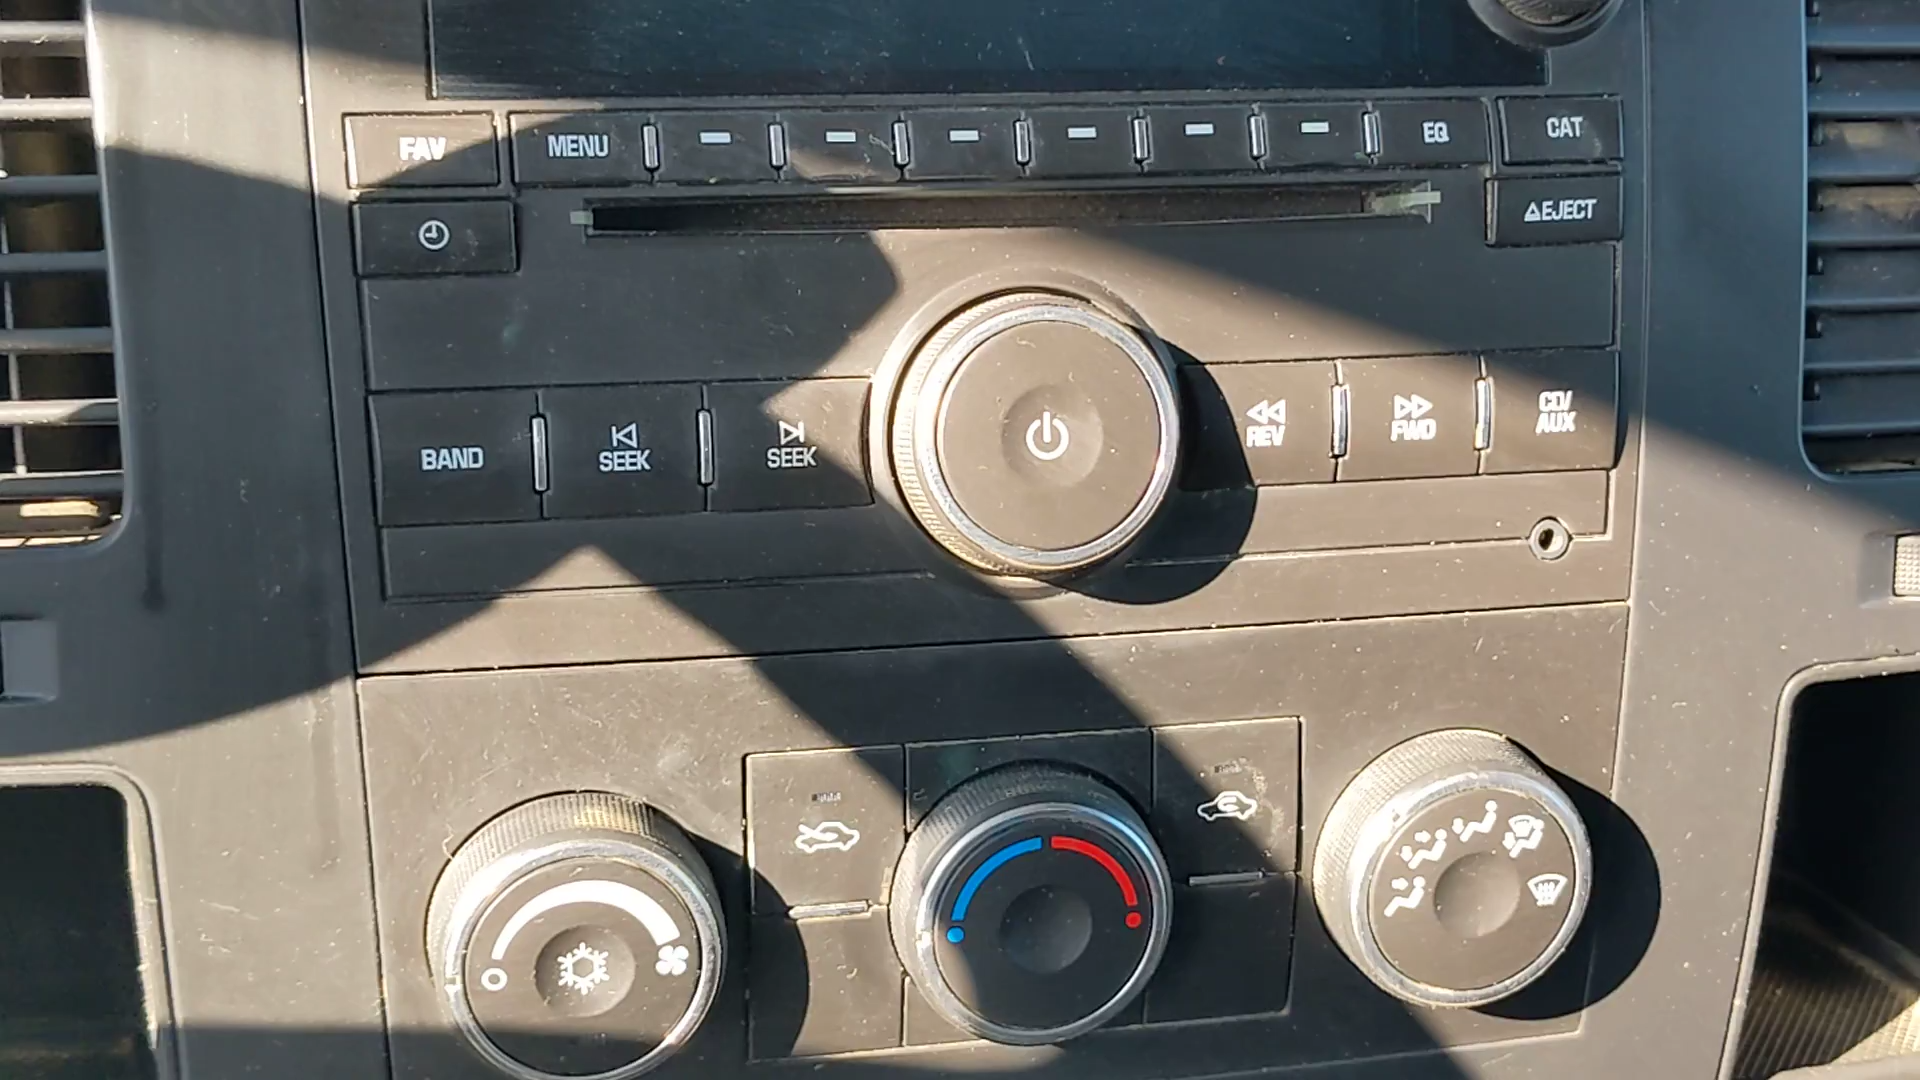 FAV
MENU
EQ
CAT
EJECT
BAND
SEEK
SEEK
REV
FWD
CD/
AUX